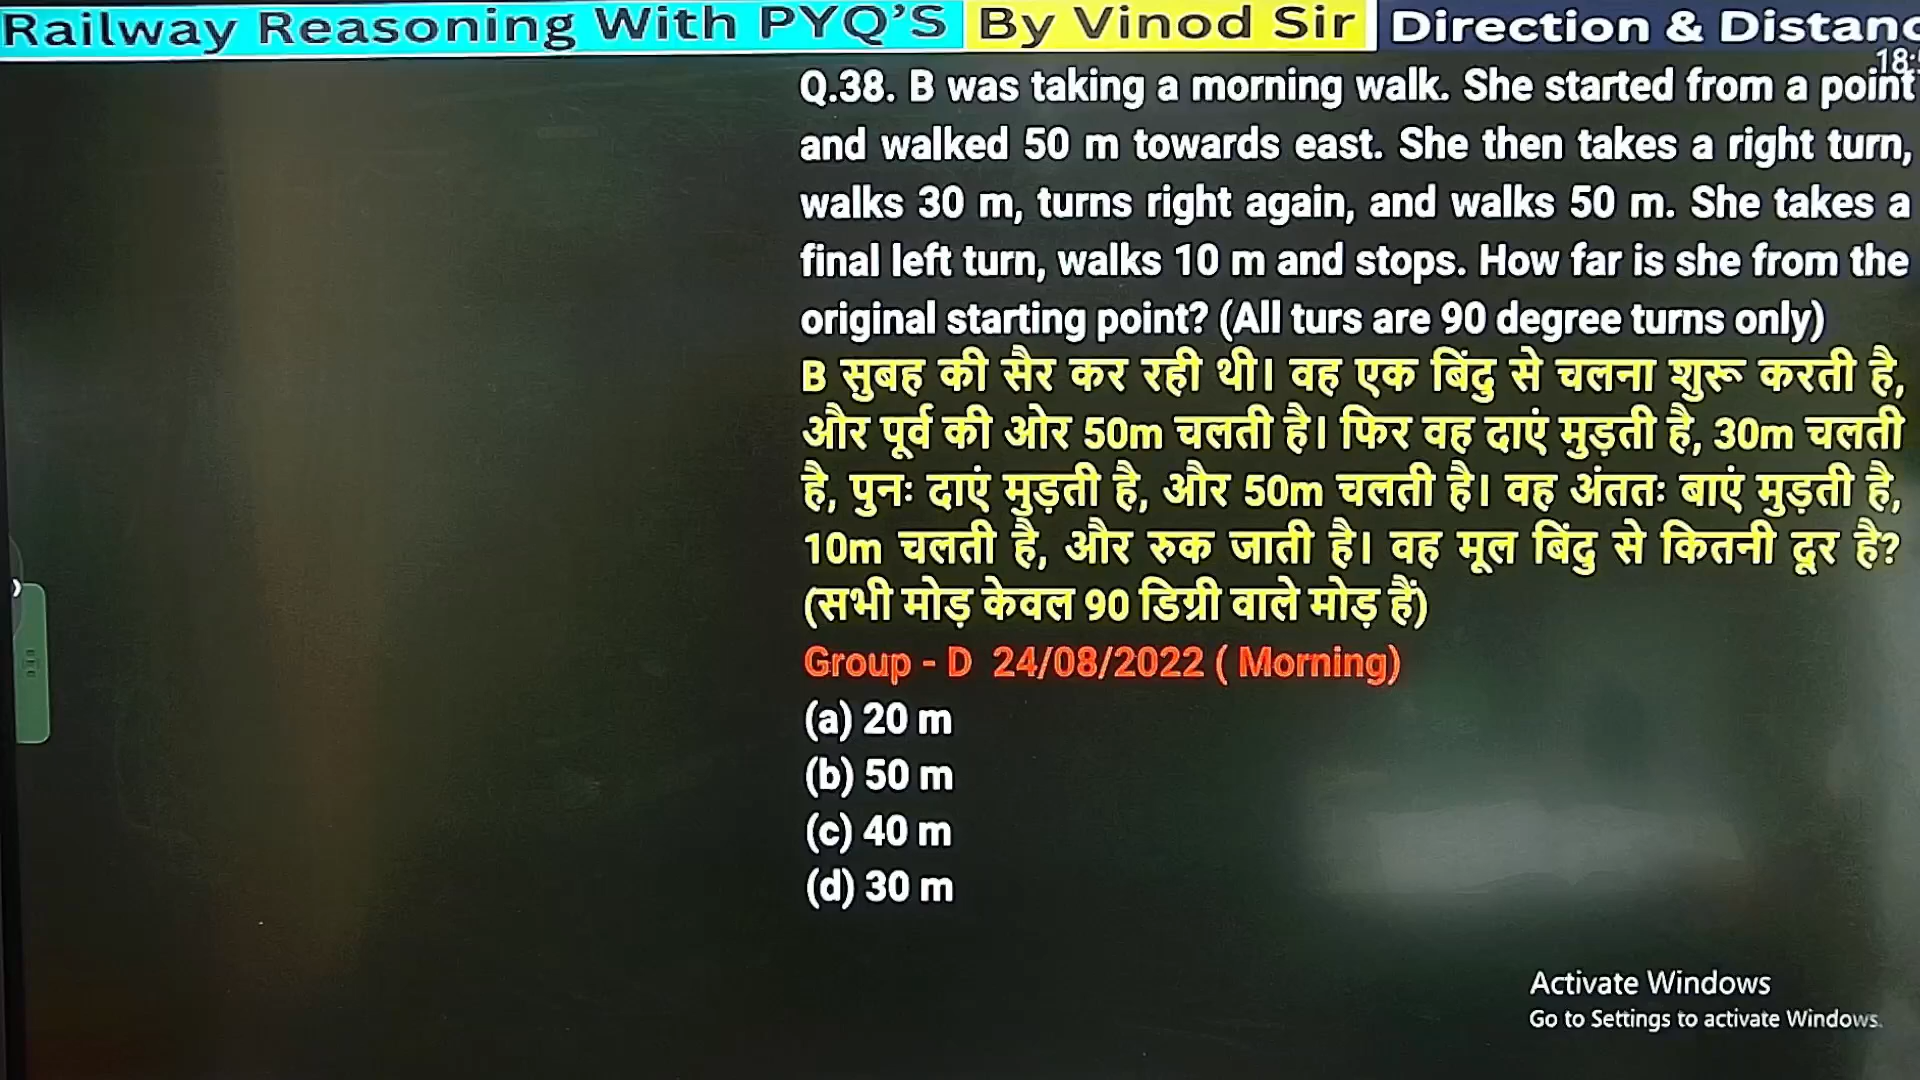 Railway Reasoning With PYQ'S By Vinod Sir Direction & Distanc
18:
Q.38. B was taking a morning walk. She started from a point
and walked 50 m towards east. She then takes a right turn,
walks 30 m, turns right again, and walks 50 m. She takes a
final left turn, walks 10 m and stops. How far is she from the
original starting point? (All turs are 90 degree turns only)
B सुबह की सैर कर रही थी। वह एक बिंदु से चलना शुरू करती है,
और पूर्व की ओर 50m चलती है। फिर वह दाएं मुड़ती है, 30m चलती
है, पुनः दाएं मुड़ती है, और 50m चलती है। वह अंततः बाएं मुड़ती है,
10m चलती है, और रुक जाती है। वह मूल बिंदु से कितनी दूर है?
(सभी मोड़ केवल 90 डिग्री वाले मोड़ हैं)
Group - D 24/08/2022 ( Morning)
(a) 20 m
(b) 50 m
(c) 40 m
(d) 30 m
Activate Windows
Go to Settings to activate Windows.